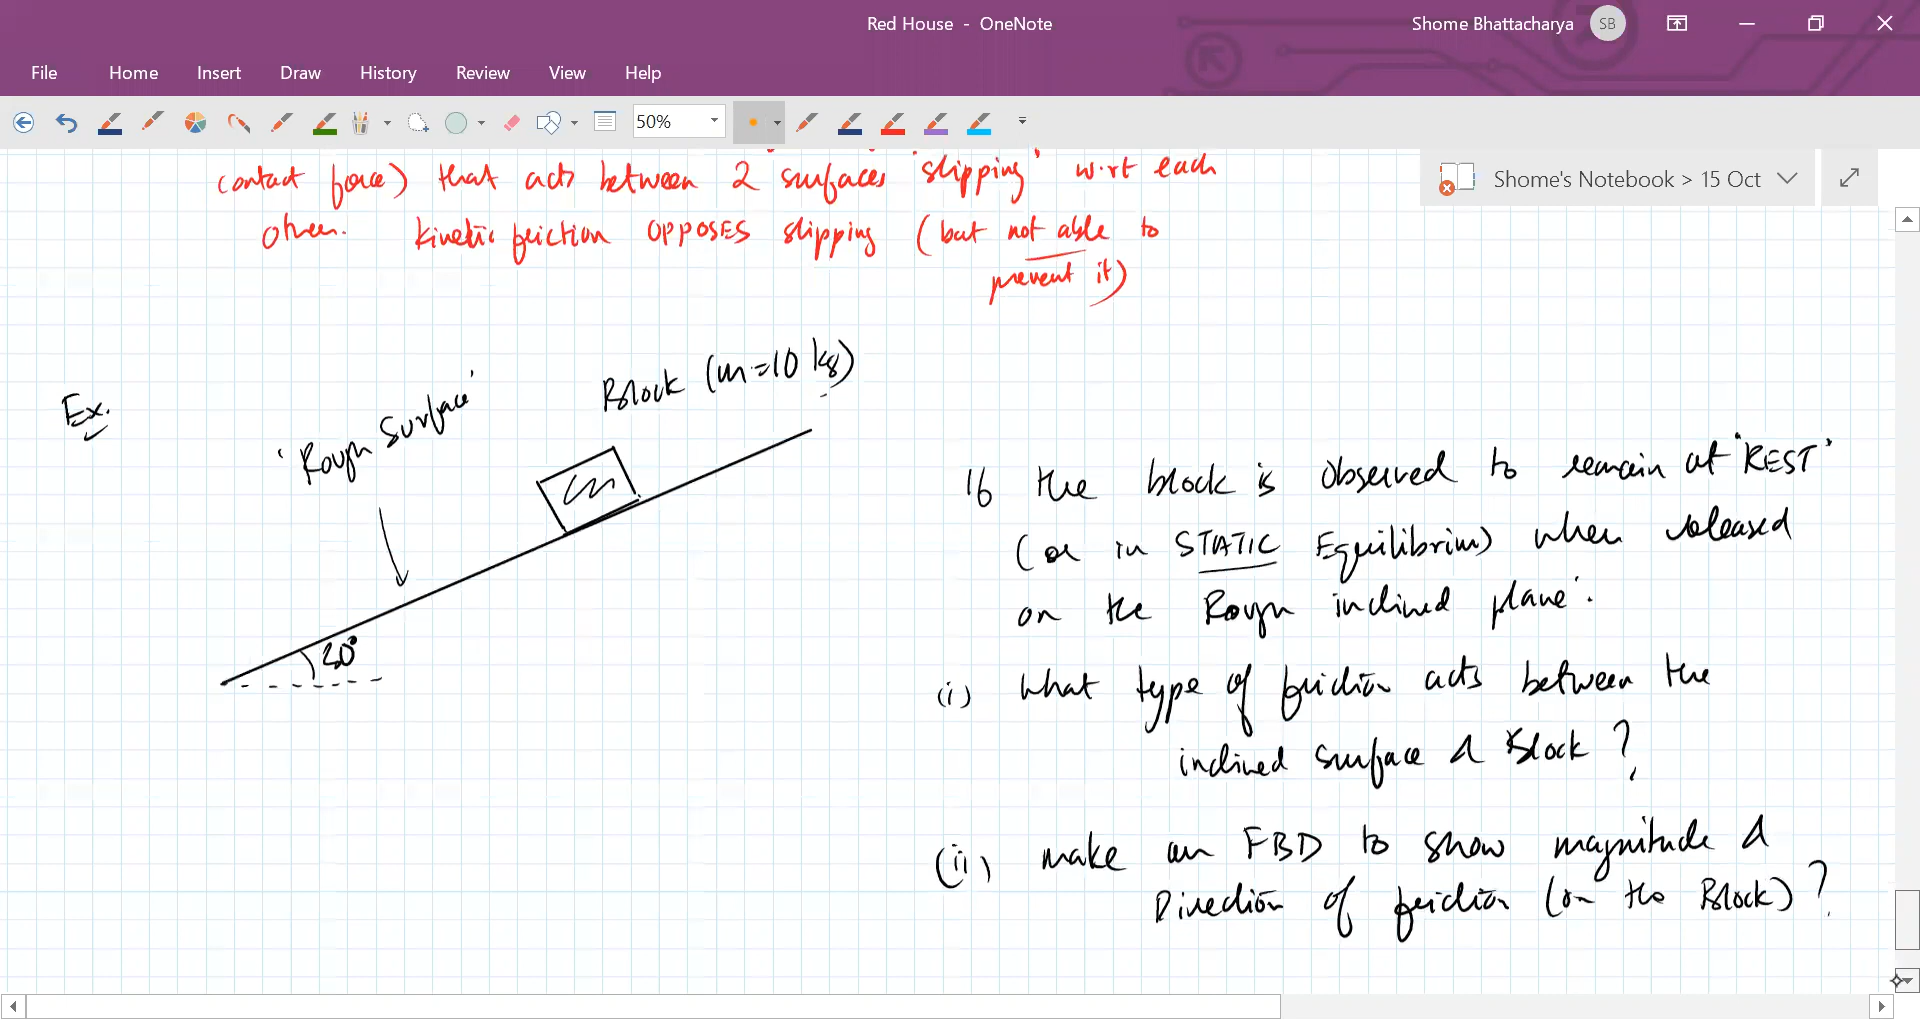 Red House - OneNote
Shome Bhattacharya SB
File Home Insert Draw History Review View Help
50%
Shome's Notebook > 15 Oct
contact force) that acts between 2 surfaces 'slipping' w.r.t each
other. kinetic friction OPPOSES slipping (but not able to
prevent it)
Ex.
'Rough Surface'
Block (m=10 kg)
m
30°
If the block is observed to remain at "REST"
(or in STATIC Equilibrium) when released
on the Rough inclined plane.
(i) What type of friction acts between the
inclined surface & Block?
(ii) make an FBD to show magnitude &
Direction of friction (on the Block)?